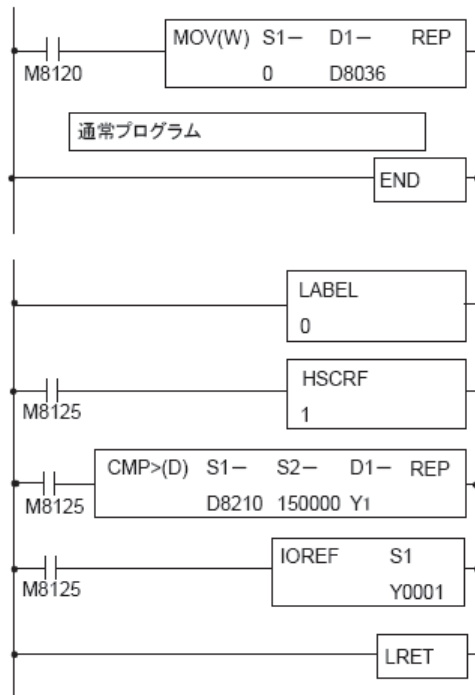 MOV(W) S1− D1− REP
0 D8036
M8120
通常プログラム
END
LABEL
0
HSCRF
1
M8125
CMP>(D) S1− S2− D1− REP
D8210 150000 Y1
M8125
IOREF S1
Y0001
M8125
LRET